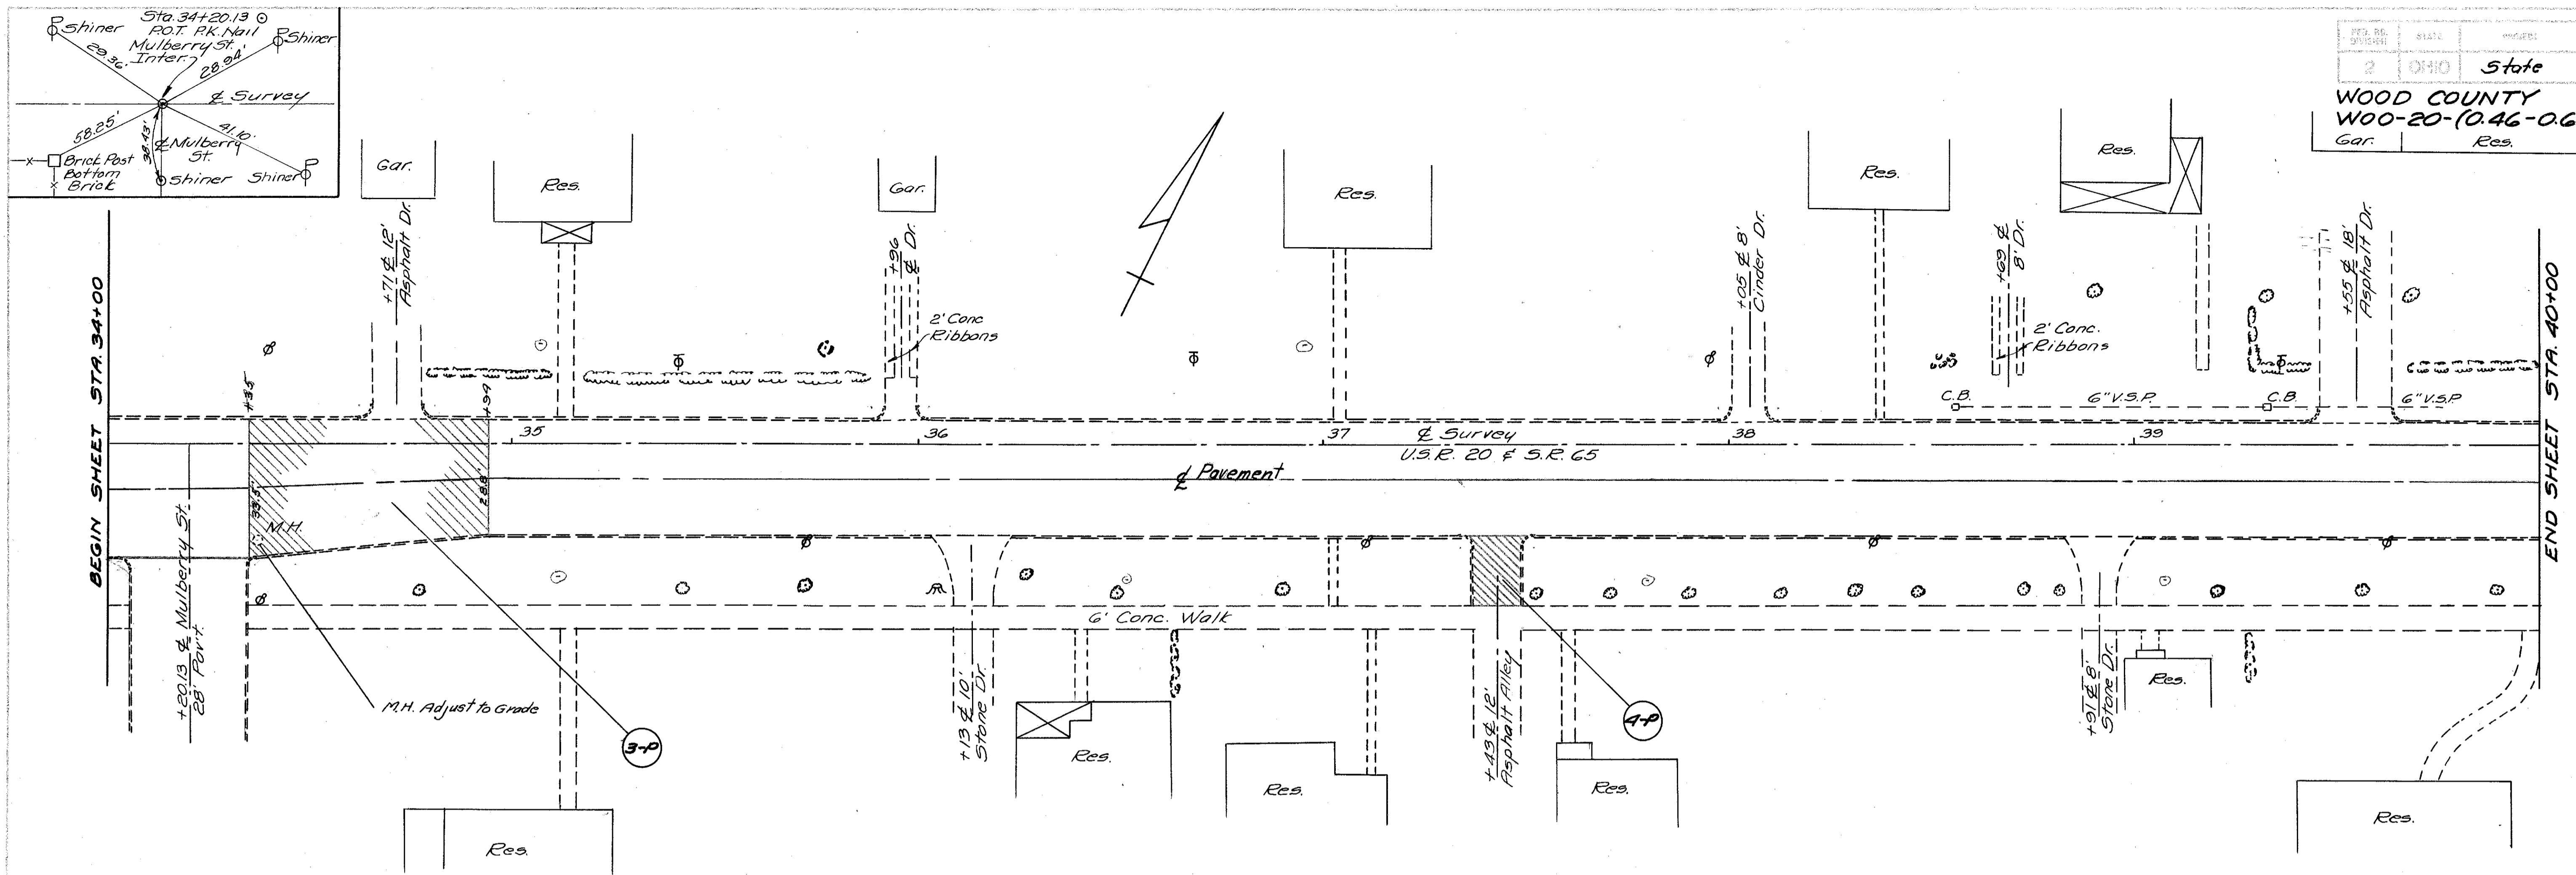 Sta. 34+20.13
P.O.T. P.K. Nail
Mulberry St.
Inter.
Shiner
Shiner
29.36'
28.94'
℄ Survey
58.25'
38.43'
41.10'
℄ Mulberry
St.
Brick Post
Bottom
Brick
Shiner
Shiner
STATE
PROJECT
2
OHIO
State
WOOD COUNTY
WOO-20-(0.46-0.6
Gar.
Res.
Gar.
Res.
Gar.
Res.
Res.
Res.
+71 ℄ 12'
Asphalt Dr.
+96
℄ Dr.
2' Conc
Ribbons
+05 ℄ 8'
Cinder Dr.
+69 ℄
8' Dr.
2' Conc.
Ribbons
+55 ℄ 18'
Asphalt Dr.
BEGIN SHEET STA. 34+00
END SHEET STA. 40+00
+35
+99
C.B.
6" V.S.P.
C.B.
6" V.S.P
35
36
37
38
39
℄ Survey
U.S.R. 20 & S.R. 65
℄ Pavement
33.5'
28.8'
M.H.
+20.13 ℄ Mulberry St.
28' Pav't.
6' Conc. Walk
M.H. Adjust to Grade
3-P
+13 ℄ 10'
Stone Dr.
+43 ℄ 12'
Asphalt Alley
4-P
+91 ℄ 8'
Stone Dr.
Res.
Res.
Res.
Res.
Res.
Res.